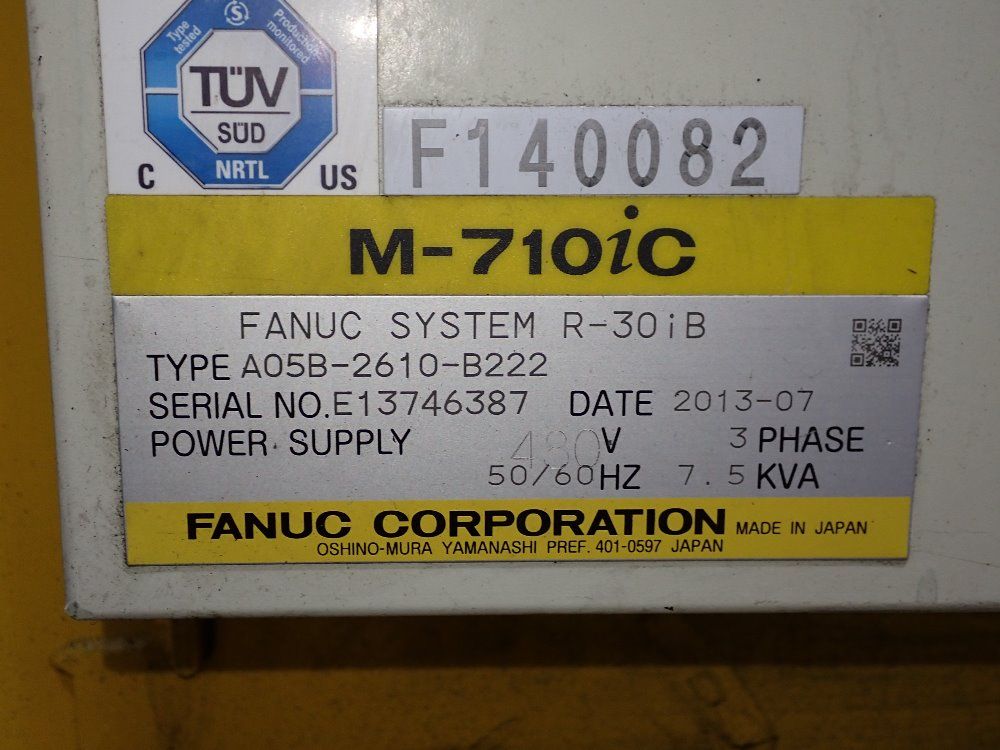 Type tested
Production monitored
TÜV
SÜD
NRTL
C US
F140082
M-710iC
FANUC SYSTEM R-30iB
TYPE A05B-2610-B222
SERIAL NO.E13746387 DATE 2013-07
POWER SUPPLY 480V 3 PHASE
50/60HZ 7.5KVA
FANUC CORPORATION MADE IN JAPAN
OSHINO-MURA YAMANASHI PREF. 401-0597 JAPAN